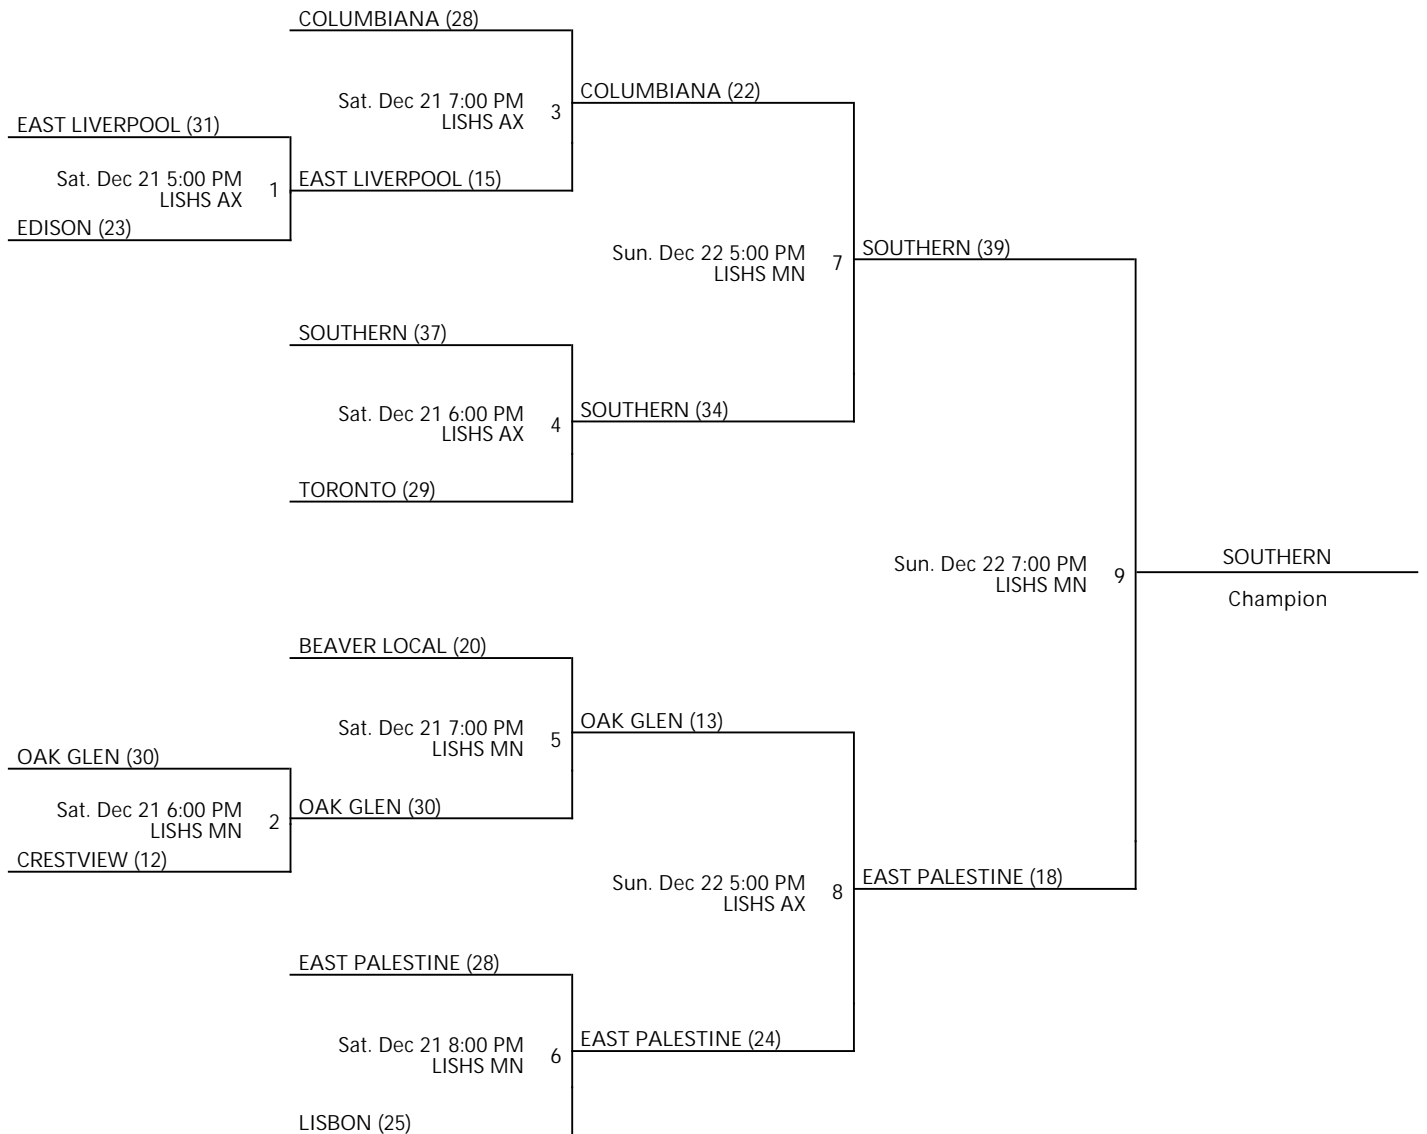 COLUMBIANA (28)
Sat. Dec 21 7:00 PM
LISHS AX
3
COLUMBIANA (22)
EAST LIVERPOOL (31)
Sat. Dec 21 5:00 PM
LISHS AX
1
EAST LIVERPOOL (15)
EDISON (23)
Sun. Dec 22 5:00 PM
LISHS MN
7
SOUTHERN (39)
SOUTHERN (37)
Sat. Dec 21 6:00 PM
LISHS AX
4
SOUTHERN (34)
TORONTO (29)
Sun. Dec 22 7:00 PM
LISHS MN
9
SOUTHERN
Champion
BEAVER LOCAL (20)
Sat. Dec 21 7:00 PM
LISHS MN
5
OAK GLEN (13)
OAK GLEN (30)
Sat. Dec 21 6:00 PM
LISHS MN
2
OAK GLEN (30)
CRESTVIEW (12)
Sun. Dec 22 5:00 PM
LISHS AX
8
EAST PALESTINE (18)
EAST PALESTINE (28)
Sat. Dec 21 8:00 PM
LISHS MN
6
EAST PALESTINE (24)
LISBON (25)